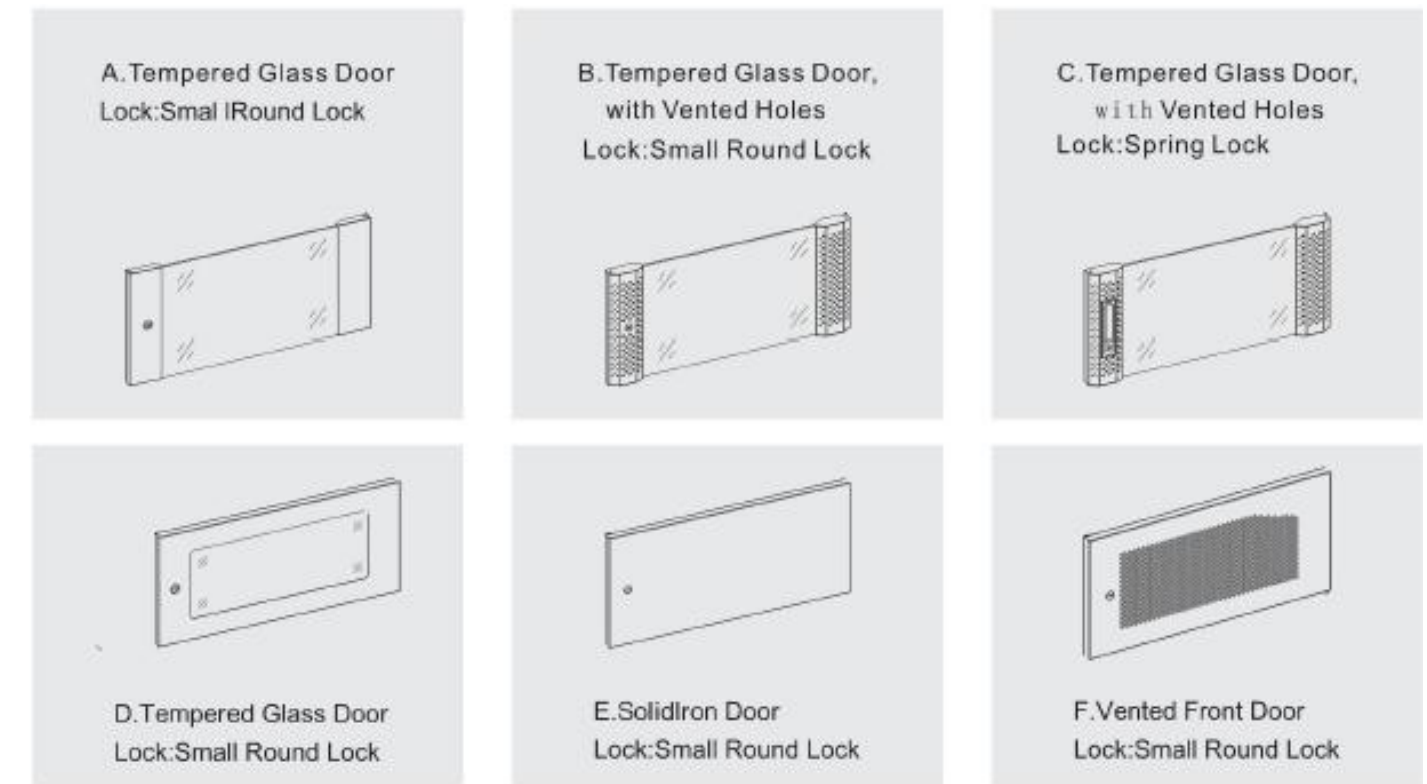 A.Tempered Glass Door
Lock:Smal lRound Lock
B.Tempered Glass Door,
with Vented Holes
Lock:Small Round Lock
C.Tempered Glass Door,
with Vented Holes
Lock:Spring Lock
D.Tempered Glass Door
Lock:Small Round Lock
E.SolidIron Door
Lock:Small Round Lock
F.Vented Front Door
Lock:Small Round Lock